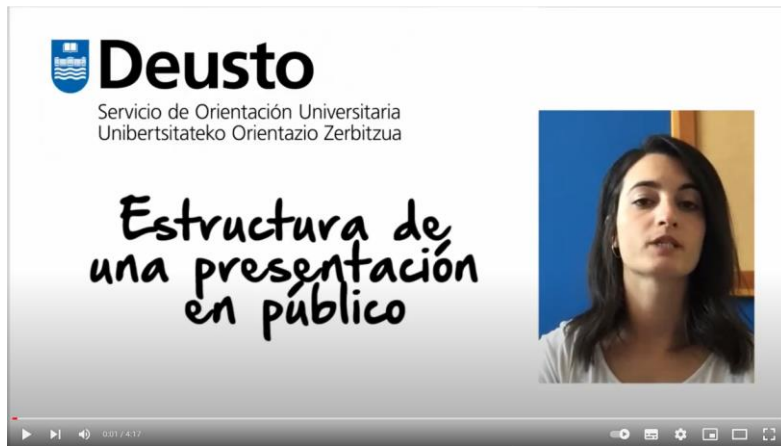 Deusto
Servicio de Orientación Universitaria
Unibertsitateko Orientazio Zerbitzua
Estructura de
una presentación
en público
0:01 / 4:17